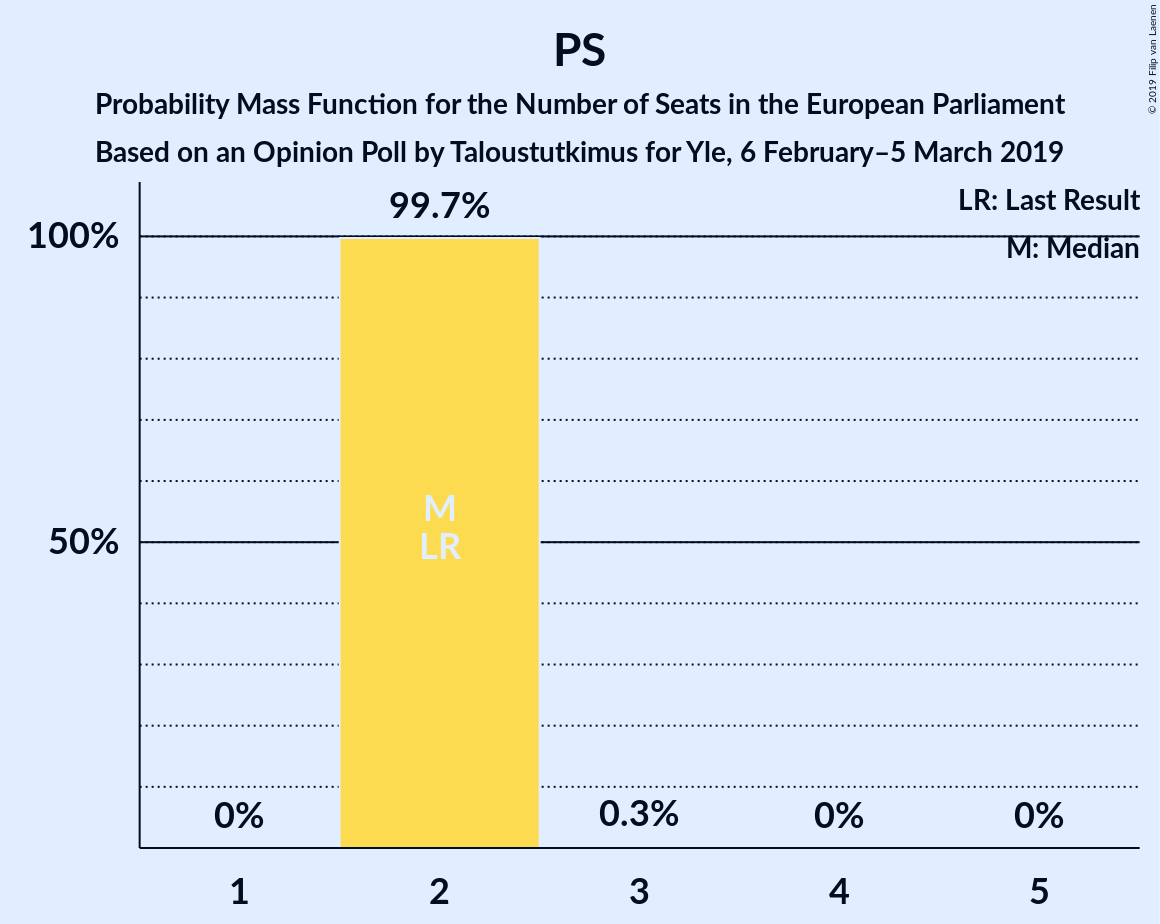 PS
Probability Mass Function for the Number of Seats in the European Parliament
Based on an Opinion Poll by Taloustutkimus for Yle, 6 February–5 March 2019
© 2019 Filip van Laenen
LR: Last Result
M: Median
99.7%
100%
50%
M
LR
0%
0.3%
0%
0%
1
2
3
4
5